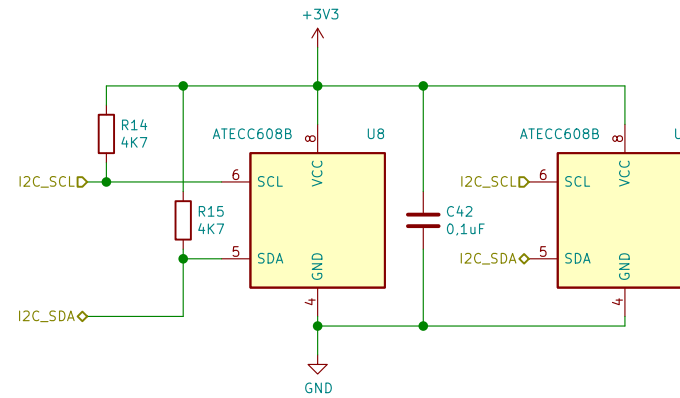 +3V3
ATECC608B
U8
ATECC608B
R14
4K7
8
VCC
8
VCC
I2C_SCL
6
SCL
I2C_SCL
6
SCL
R15
4K7
C42
0,1uF
5
SDA
I2C_SDA
5
SDA
GND
4
GND
4
I2C_SDA
GND